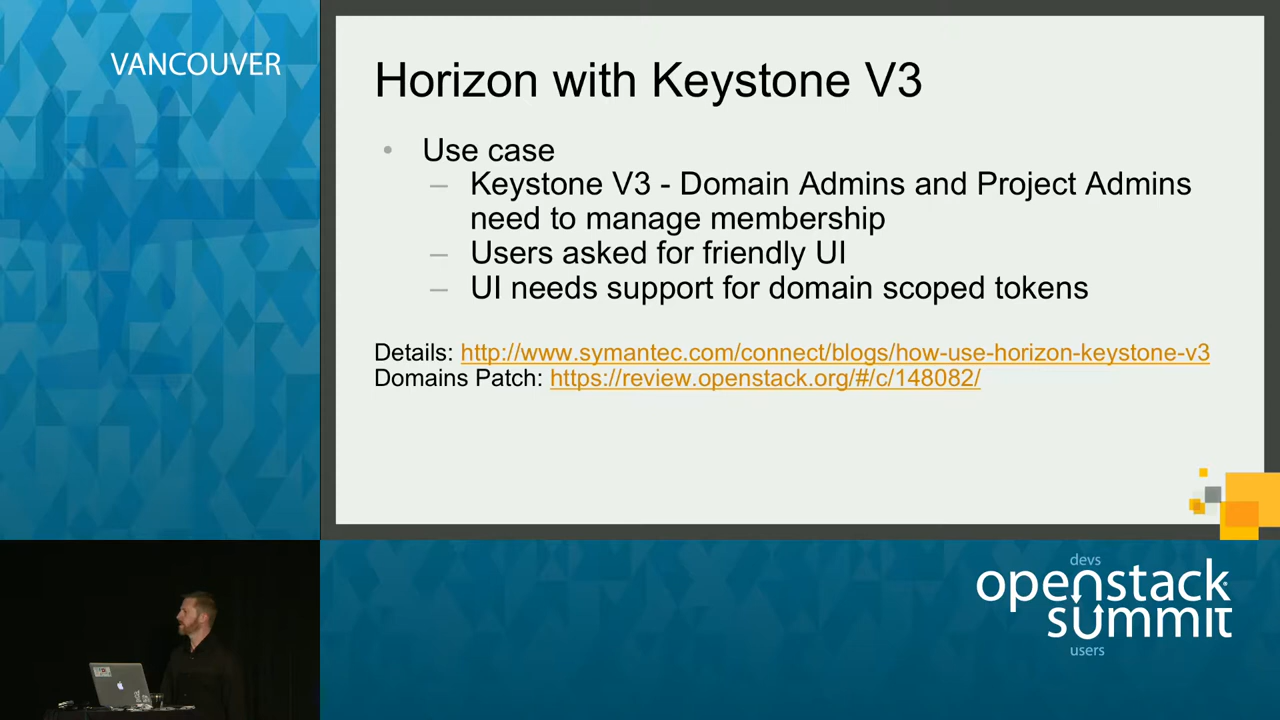 VANCOUVER
Horizon with Keystone V3
• Use case
– Keystone V3 - Domain Admins and Project Admins
need to manage membership
– Users asked for friendly UI
– UI needs support for domain scoped tokens
Details: http://www.symantec.com/connect/blogs/how-use-horizon-keystone-v3
Domains Patch: https://review.openstack.org/#/c/148082/
devs
openstack
summit
users